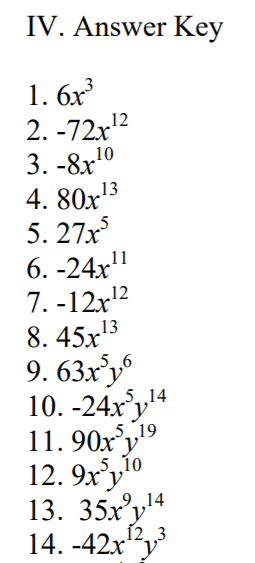 IV. Answer Key
1. 6x³
2. -72x¹²
3. -8x¹⁰
4. 80x¹³
5. 27x⁵
6. -24x¹¹
7. -12x¹²
8. 45x¹³
9. 63x⁵y⁶
10. -24x⁵y¹⁴
11. 90x⁵y¹⁹
12. 9x⁵y¹⁰
13. 35x⁹y¹⁴
14. -42x¹²y³